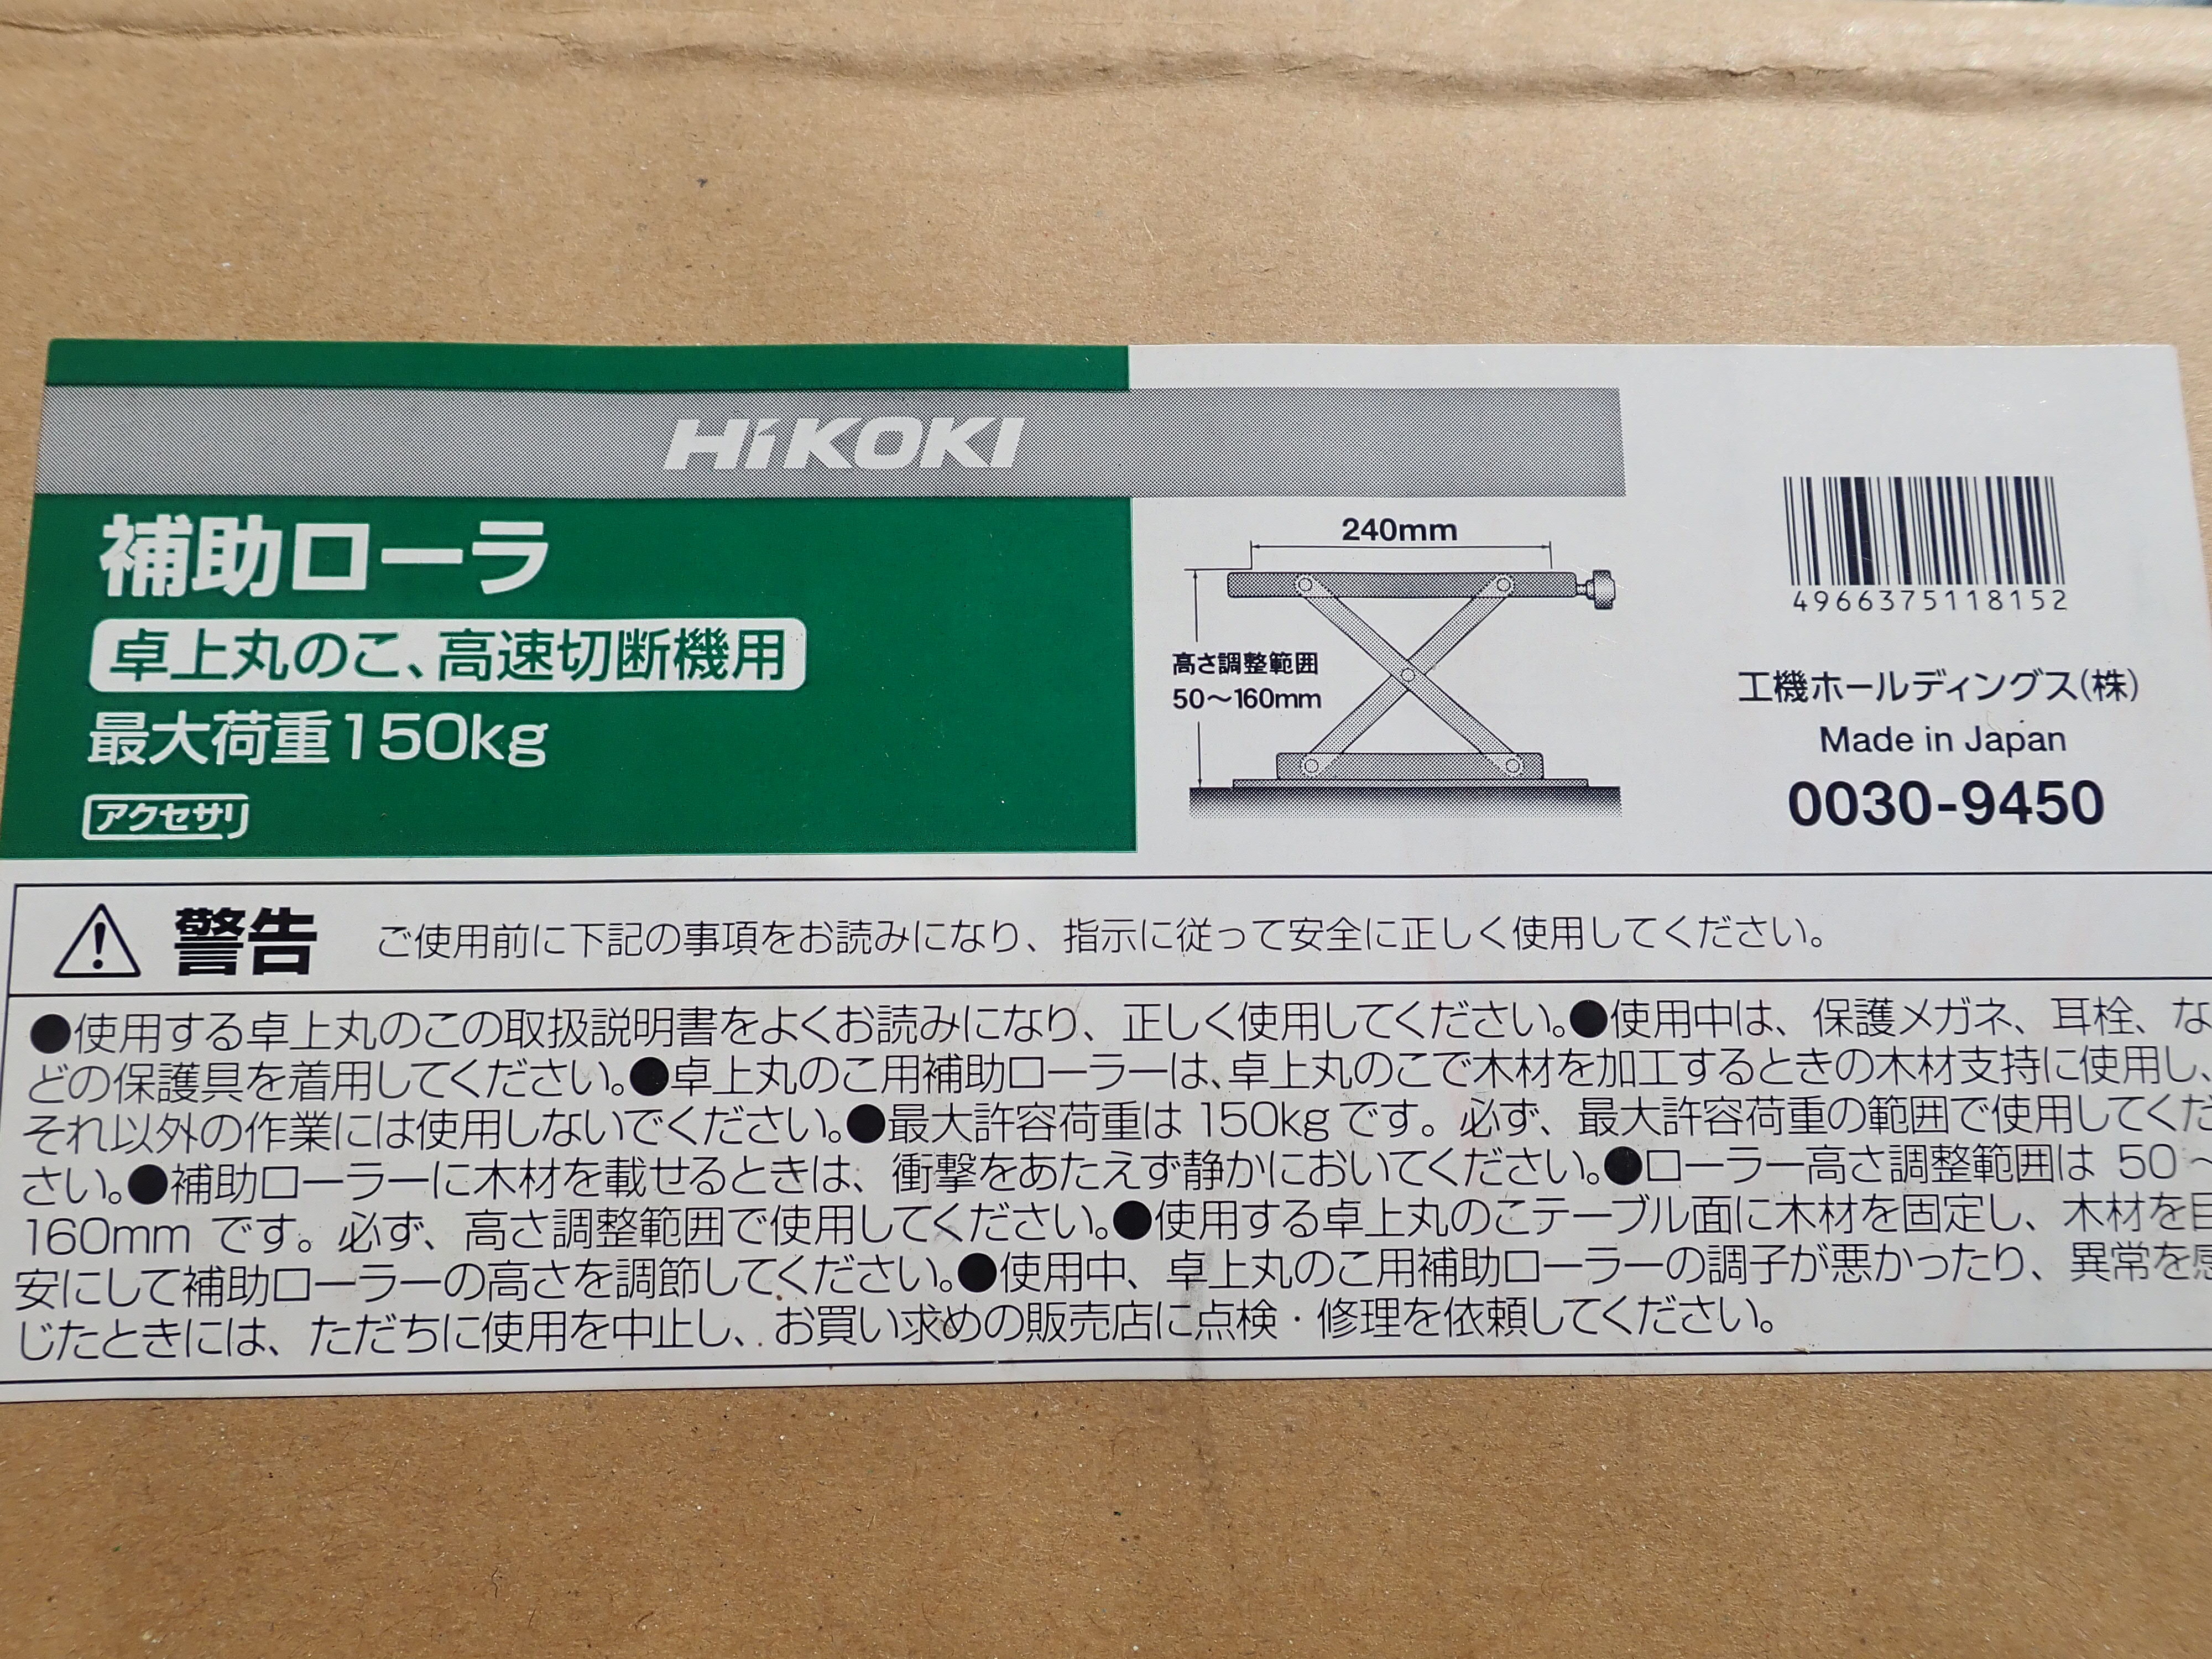 HiKOKI
補助ローラ
卓上丸のこ、高速切断機用
最大荷重150kg
アクセサリ
240mm
高さ調整範囲
50〜160mm
4966375118152
工機ホールディングス(株)
Made in Japan
0030-9450
警告 ご使用前に下記の事項をお読みになり、指示に従って安全に正しく使用してください。
●使用する卓上丸のこの取扱説明書をよくお読みになり、正しく使用してください。●使用中は、保護メガネ、耳栓、な
どの保護具を着用してください。●卓上丸のこ用補助ローラーは、卓上丸のこで木材を加工するときの木材支持に使用し、
それ以外の作業には使用しないでください。●最大許容荷重は 150kg です。必ず、最大許容荷重の範囲で使用してくだ
さい。●補助ローラーに木材を載せるときは、衝撃をあたえず静かにおいてください。●ローラー高さ調整範囲は 50〜
160mm です。必ず、高さ調整範囲で使用してください。●使用する卓上丸のこテーブル面に木材を固定し、木材を目
安にして補助ローラーの高さを調節してください。●使用中、卓上丸のこ用補助ローラーの調子が悪かったり、異常を感
じたときには、ただちに使用を中止し、お買い求めの販売店に点検・修理を依頼してください。